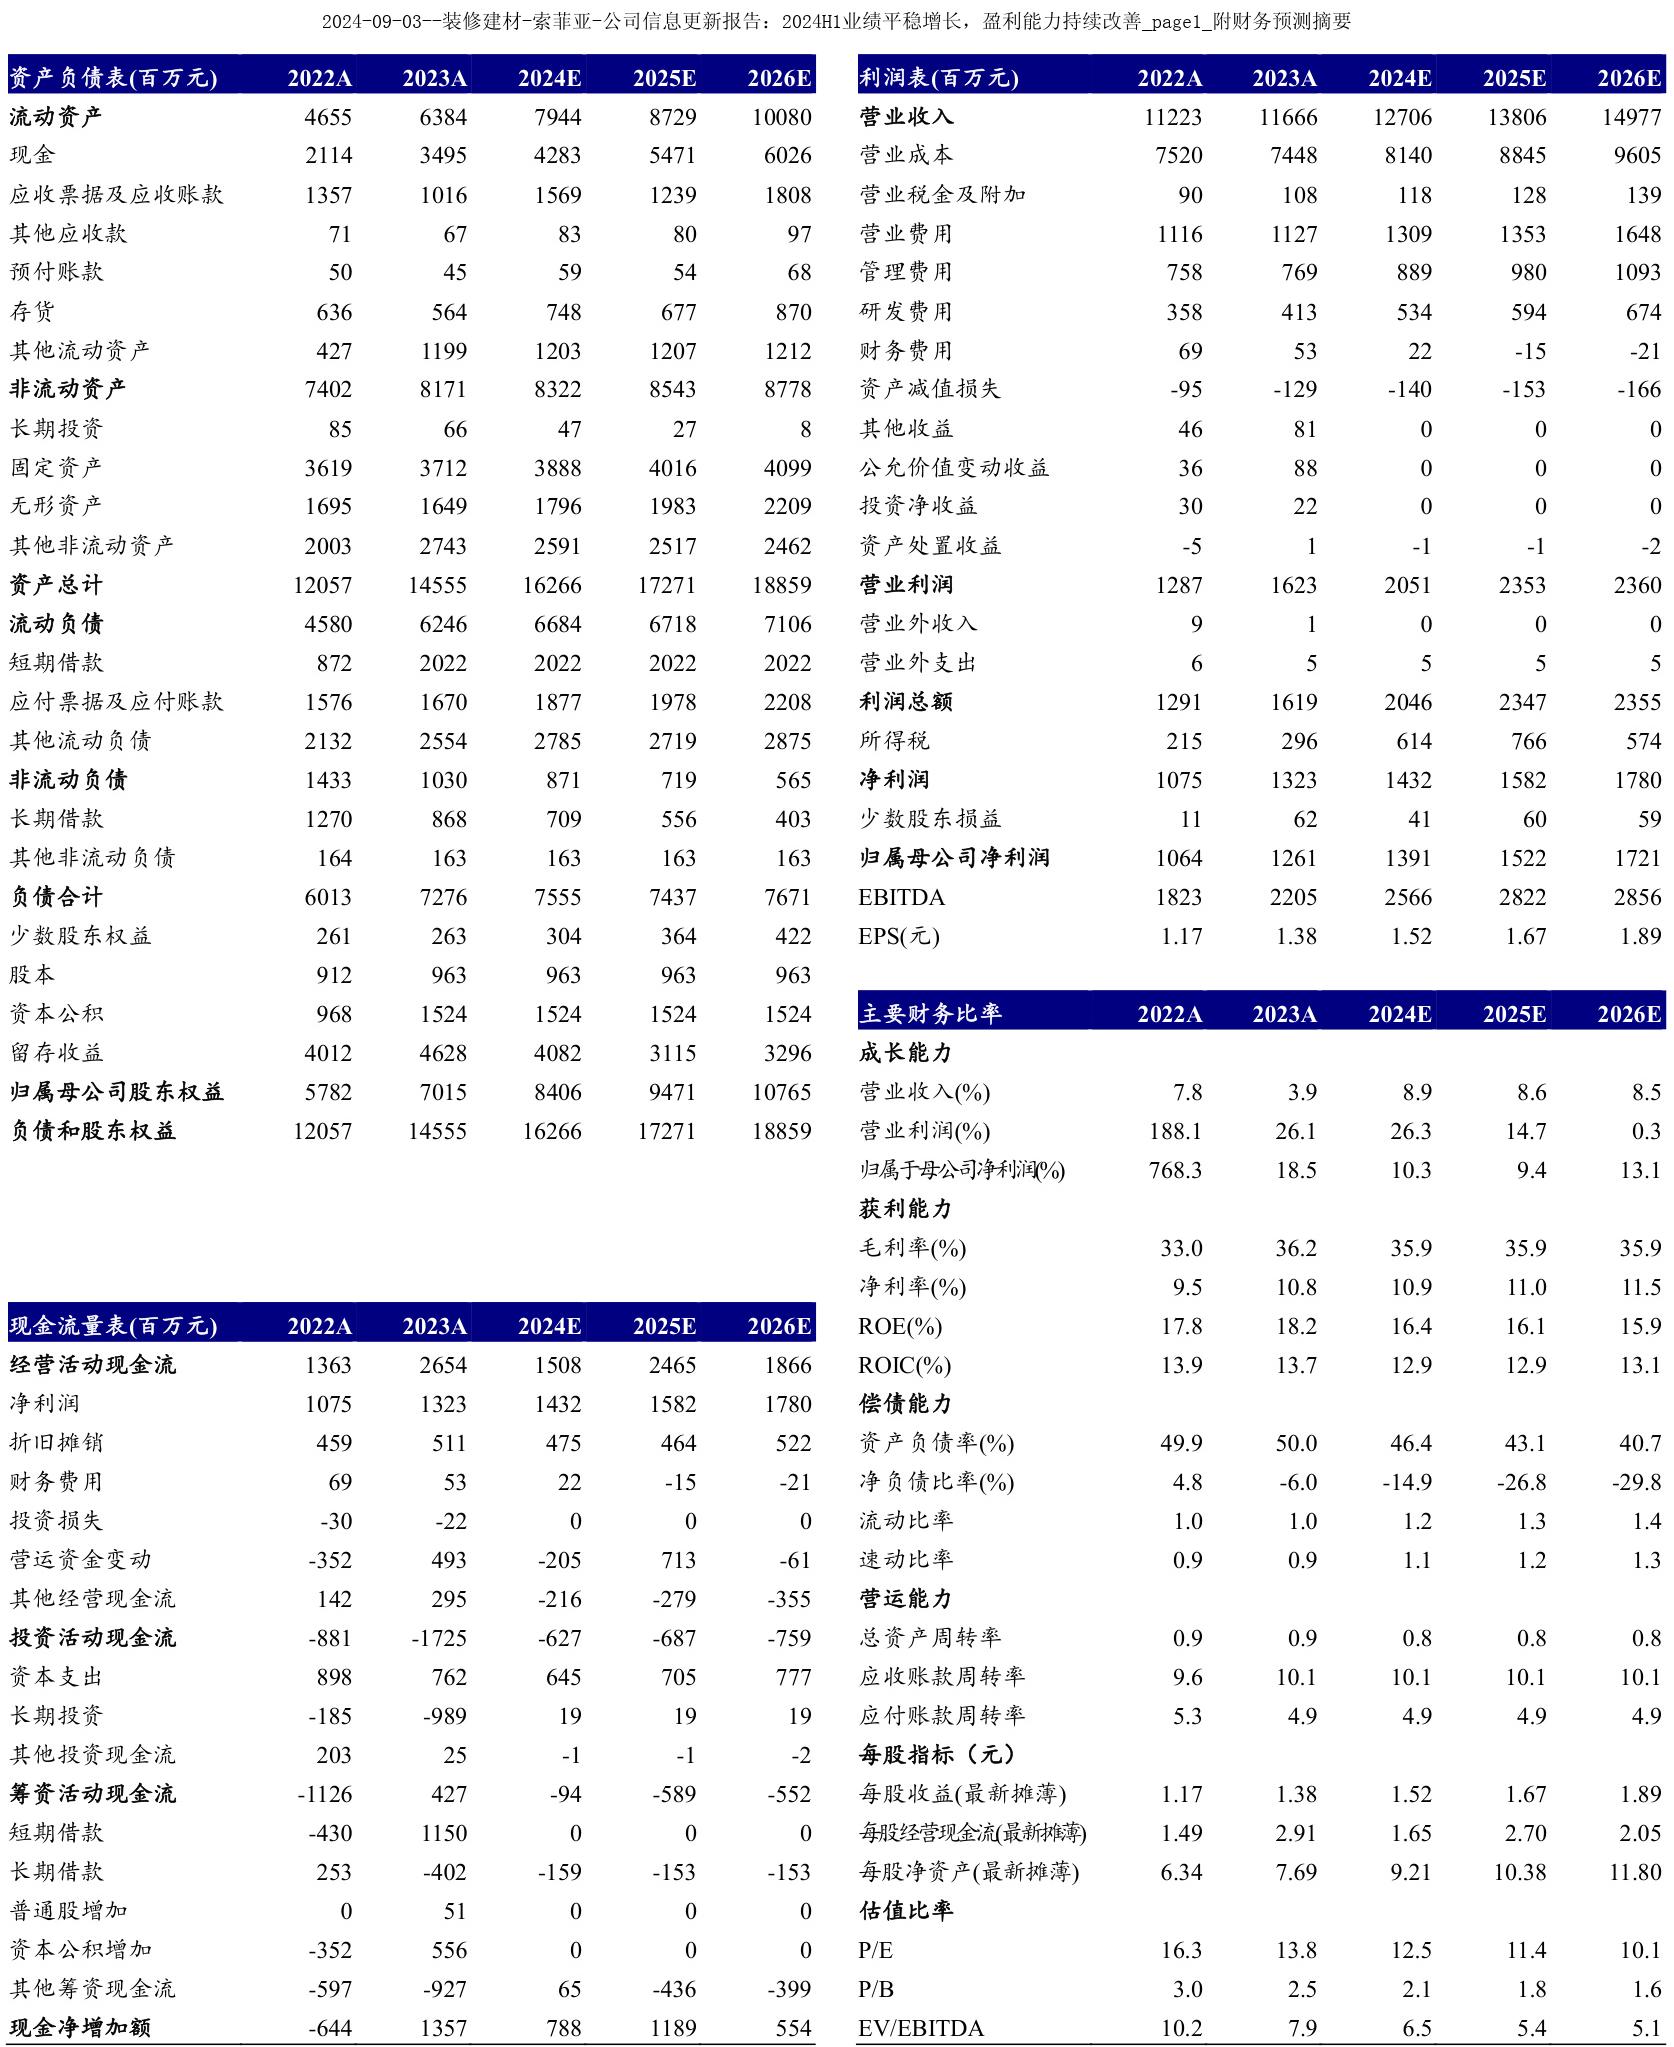 2024-09-03--装修建材-索菲亚-公司信息更新报告：2024H1业绩平稳增长，盈利能力持续改善_page1_附财务预测摘要
资产负债表(百万元) 2022A 2023A 2024E 2025E 2026E
流动资产 4655 6384 7944 8729 10080
现金 2114 3495 4283 5471 6026
应收票据及应收账款 1357 1016 1569 1239 1808
其他应收款 71 67 83 80 97
预付账款 50 45 59 54 68
存货 636 564 748 677 870
其他流动资产 427 1199 1203 1207 1212
非流动资产 7402 8171 8322 8543 8778
长期投资 85 66 47 27 8
固定资产 3619 3712 3888 4016 4099
无形资产 1695 1649 1796 1983 2209
其他非流动资产 2003 2743 2591 2517 2462
资产总计 12057 14555 16266 17271 18859
流动负债 4580 6246 6684 6718 7106
短期借款 872 2022 2022 2022 2022
应付票据及应付账款 1576 1670 1877 1978 2208
其他流动负债 2132 2554 2785 2719 2875
非流动负债 1433 1030 871 719 565
长期借款 1270 868 709 556 403
其他非流动负债 164 163 163 163 163
负债合计 6013 7276 7555 7437 7671
少数股东权益 261 263 304 364 422
股本 912 963 963 963 963
资本公积 968 1524 1524 1524 1524
留存收益 4012 4628 4082 3115 3296
归属母公司股东权益 5782 7015 8406 9471 10765
负债和股东权益 12057 14555 16266 17271 18859
现金流量表(百万元) 2022A 2023A 2024E 2025E 2026E
经营活动现金流 1363 2654 1508 2465 1866
净利润 1075 1323 1432 1582 1780
折旧摊销 459 511 475 464 522
财务费用 69 53 22 -15 -21
投资损失 -30 -22 0 0 0
营运资金变动 -352 493 -205 713 -61
其他经营现金流 142 295 -216 -279 -355
投资活动现金流 -881 -1725 -627 -687 -759
资本支出 898 762 645 705 777
长期投资 -185 -989 19 19 19
其他投资现金流 203 25 -1 -1 -2
筹资活动现金流 -1126 427 -94 -589 -552
短期借款 -430 1150 0 0 0
长期借款 253 -402 -159 -153 -153
普通股增加 0 51 0 0 0
资本公积增加 -352 556 0 0 0
其他筹资现金流 -597 -927 65 -436 -399
现金净增加额 -644 1357 788 1189 554
利润表(百万元) 2022A 2023A 2024E 2025E 2026E
营业收入 11223 11666 12706 13806 14977
营业成本 7520 7448 8140 8845 9605
营业税金及附加 90 108 118 128 139
营业费用 1116 1127 1309 1353 1648
管理费用 758 769 889 980 1093
研发费用 358 413 534 594 674
财务费用 69 53 22 -15 -21
资产减值损失 -95 -129 -140 -153 -166
其他收益 46 81 0 0 0
公允价值变动收益 36 88 0 0 0
投资净收益 30 22 0 0 0
资产处置收益 -5 1 -1 -1 -2
营业利润 1287 1623 2051 2353 2360
营业外收入 9 1 0 0 0
营业外支出 6 5 5 5 5
利润总额 1291 1619 2046 2347 2355
所得税 215 296 614 766 574
净利润 1075 1323 1432 1582 1780
少数股东损益 11 62 41 60 59
归属母公司净利润 1064 1261 1391 1522 1721
EBITDA 1823 2205 2566 2822 2856
EPS(元) 1.17 1.38 1.52 1.67 1.89
主要财务比率 2022A 2023A 2024E 2025E 2026E
成长能力
营业收入(%) 7.8 3.9 8.9 8.6 8.5
营业利润(%) 188.1 26.1 26.3 14.7 0.3
归属于母公司净利润(%) 768.3 18.5 10.3 9.4 13.1
获利能力
毛利率(%) 33.0 36.2 35.9 35.9 35.9
净利率(%) 9.5 10.8 10.9 11.0 11.5
ROE(%) 17.8 18.2 16.4 16.1 15.9
ROIC(%) 13.9 13.7 12.9 12.9 13.1
偿债能力
资产负债率(%) 49.9 50.0 46.4 43.1 40.7
净负债比率(%) 4.8 -6.0 -14.9 -26.8 -29.8
流动比率 1.0 1.0 1.2 1.3 1.4
速动比率 0.9 0.9 1.1 1.2 1.3
营运能力
总资产周转率 0.9 0.9 0.8 0.8 0.8
应收账款周转率 9.6 10.1 10.1 10.1 10.1
应付账款周转率 5.3 4.9 4.9 4.9 4.9
每股指标（元）
每股收益(最新摊薄) 1.17 1.38 1.52 1.67 1.89
每股经营现金流(最新摊薄) 1.49 2.91 1.65 2.70 2.05
每股净资产(最新摊薄) 6.34 7.69 9.21 10.38 11.80
估值比率
P/E 16.3 13.8 12.5 11.4 10.1
P/B 3.0 2.5 2.1 1.8 1.6
EV/EBITDA 10.2 7.9 6.5 5.4 5.1